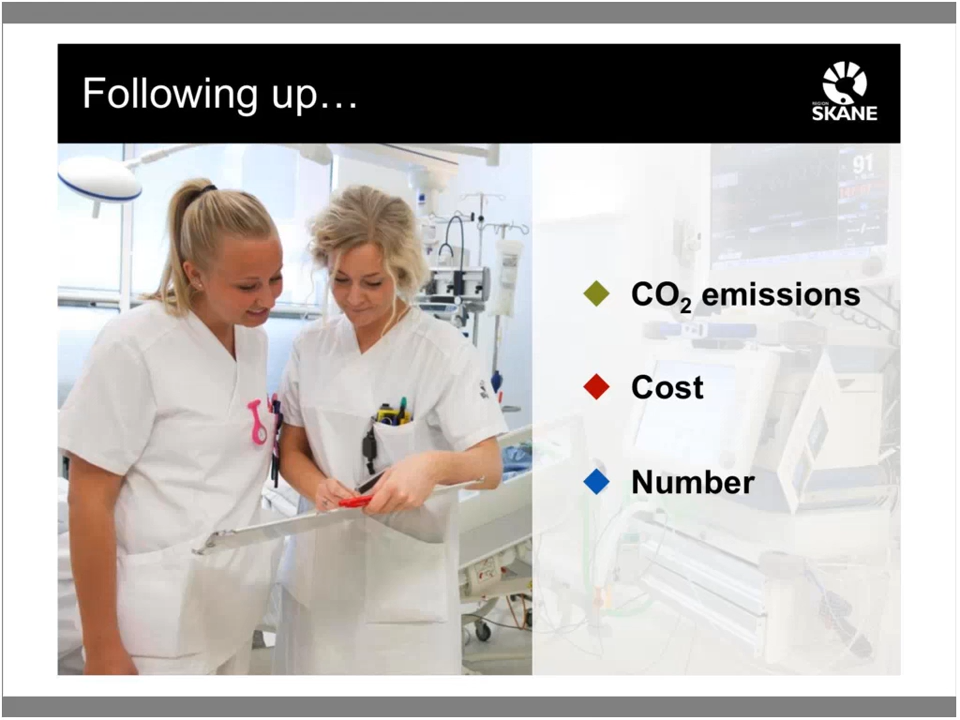 Following up…
REGION
SKANE
91
CO₂ emissions
Cost
Number